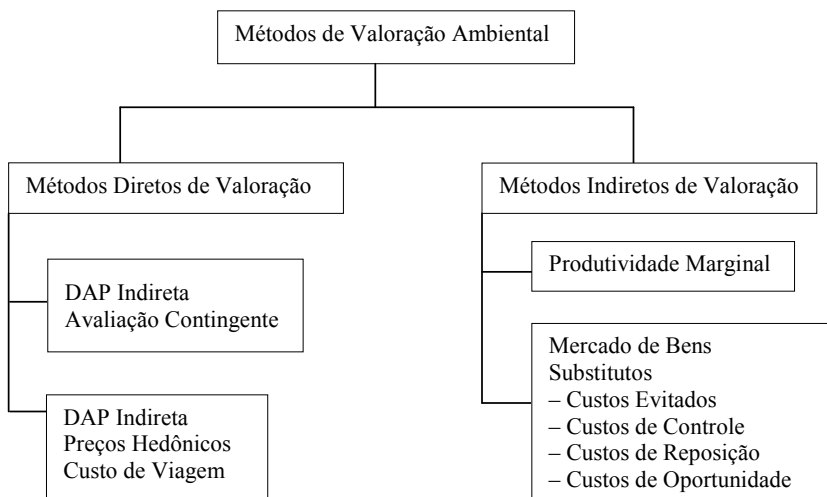 Métodos de Valoração Ambiental
Métodos Diretos de Valoração
DAP Indireta
Avaliação Contingente
DAP Indireta
Preços Hedônicos
Custo de Viagem
Métodos Indiretos de Valoração
Produtividade Marginal
Mercado de Bens
Substitutos
– Custos Evitados
– Custos de Controle
– Custos de Reposição
– Custos de Oportunidade